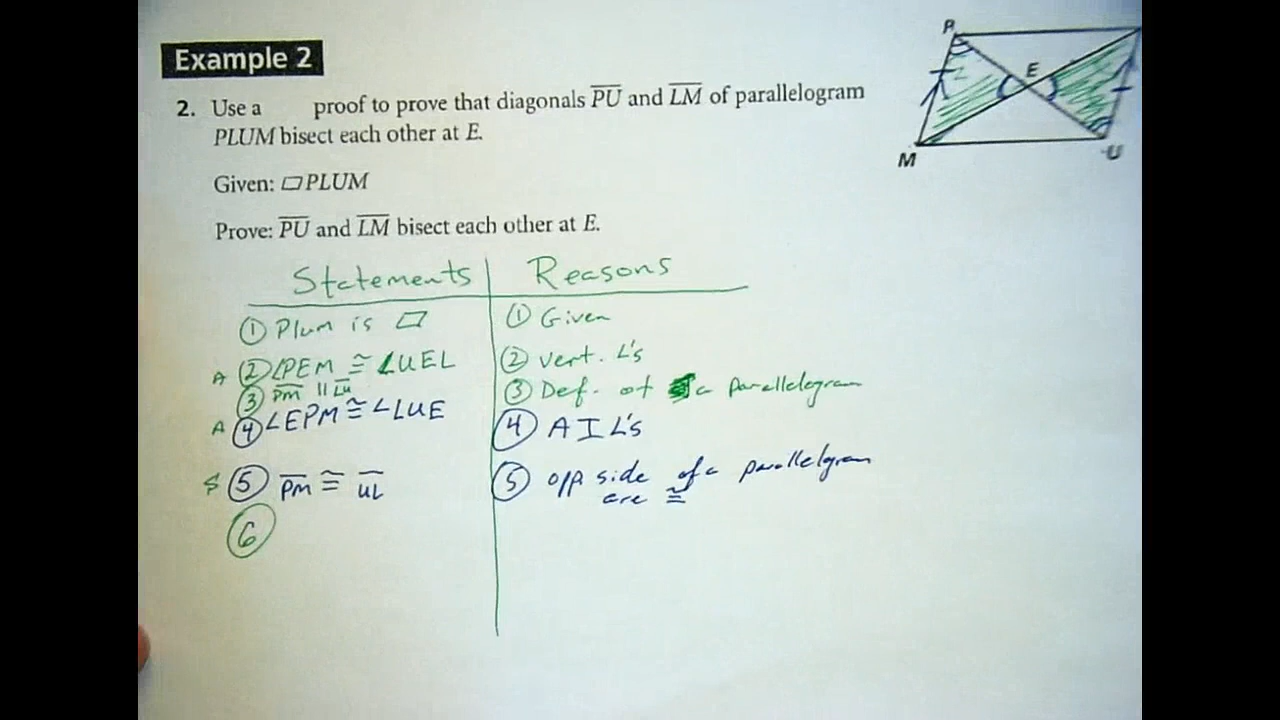 Example 2
P
2. Use a proof to prove that diagonals PU and LM of parallelogram
PLUM bisect each other at E.
E
M
U
Given: ▱PLUM
Prove: PU and LM bisect each other at E.
Statements Reasons
① Plum is ▱ ① Given
A ② ∠PEM ≅ ∠UEL ② Vert. ∠'s
③ PM || LU ③ Def. of a parallelogram
A ④ ∠EPM ≅ ∠LUE ④ A I ∠'s
S ⑤ PM ≅ UL ⑤ opp side of a parallelgram
are ≅
⑥